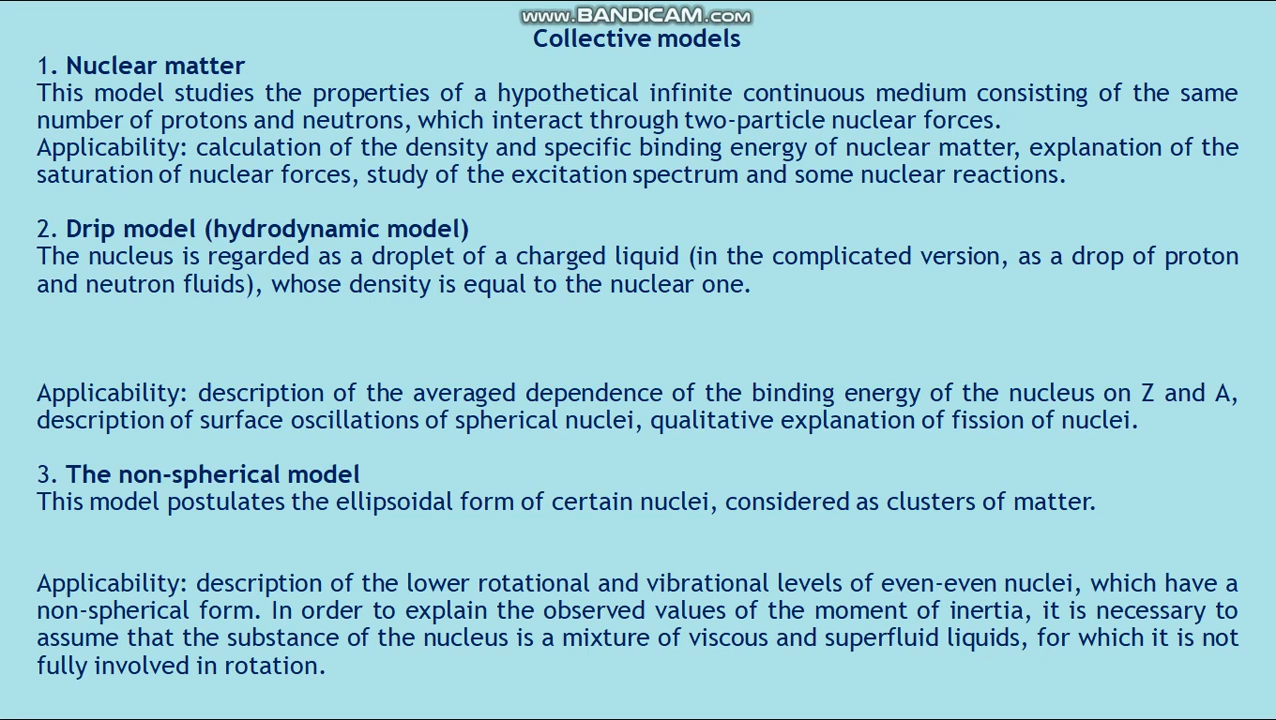 www.BANDICAM.com
Collective models
1. Nuclear matter
This model studies the properties of a hypothetical infinite continuous medium consisting of the same
number of protons and neutrons, which interact through two-particle nuclear forces.
Applicability: calculation of the density and specific binding energy of nuclear matter, explanation of the
saturation of nuclear forces, study of the excitation spectrum and some nuclear reactions.
2. Drip model (hydrodynamic model)
The nucleus is regarded as a droplet of a charged liquid (in the complicated version, as a drop of proton
and neutron fluids), whose density is equal to the nuclear one.
Applicability: description of the averaged dependence of the binding energy of the nucleus on Z and A,
description of surface oscillations of spherical nuclei, qualitative explanation of fission of nuclei.
3. The non-spherical model
This model postulates the ellipsoidal form of certain nuclei, considered as clusters of matter.
Applicability: description of the lower rotational and vibrational levels of even-even nuclei, which have a
non-spherical form. In order to explain the observed values of the moment of inertia, it is necessary to
assume that the substance of the nucleus is a mixture of viscous and superfluid liquids, for which it is not
fully involved in rotation.